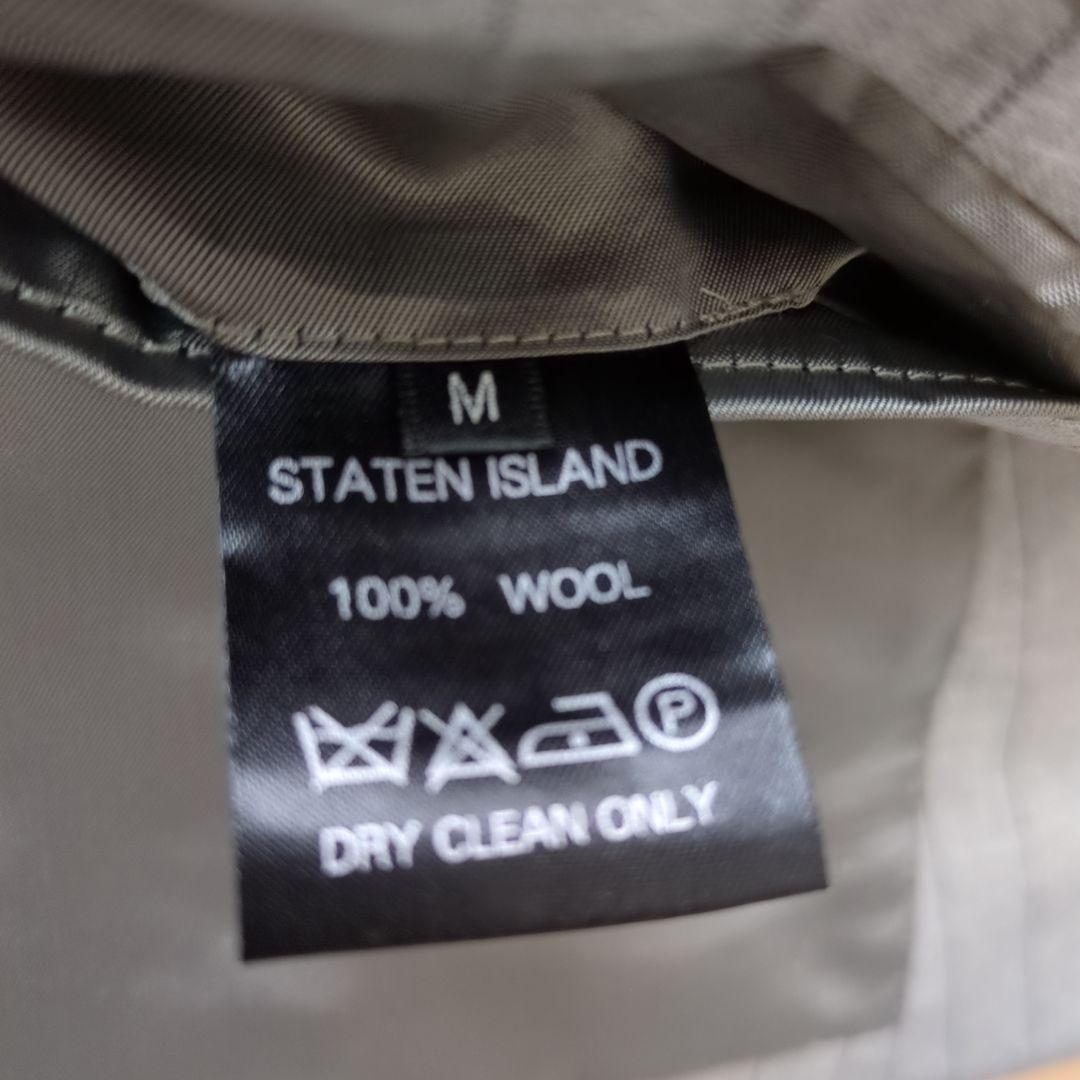 M
STATEN ISLAND
100% WOOL
P
DRY CLEAN ONLY